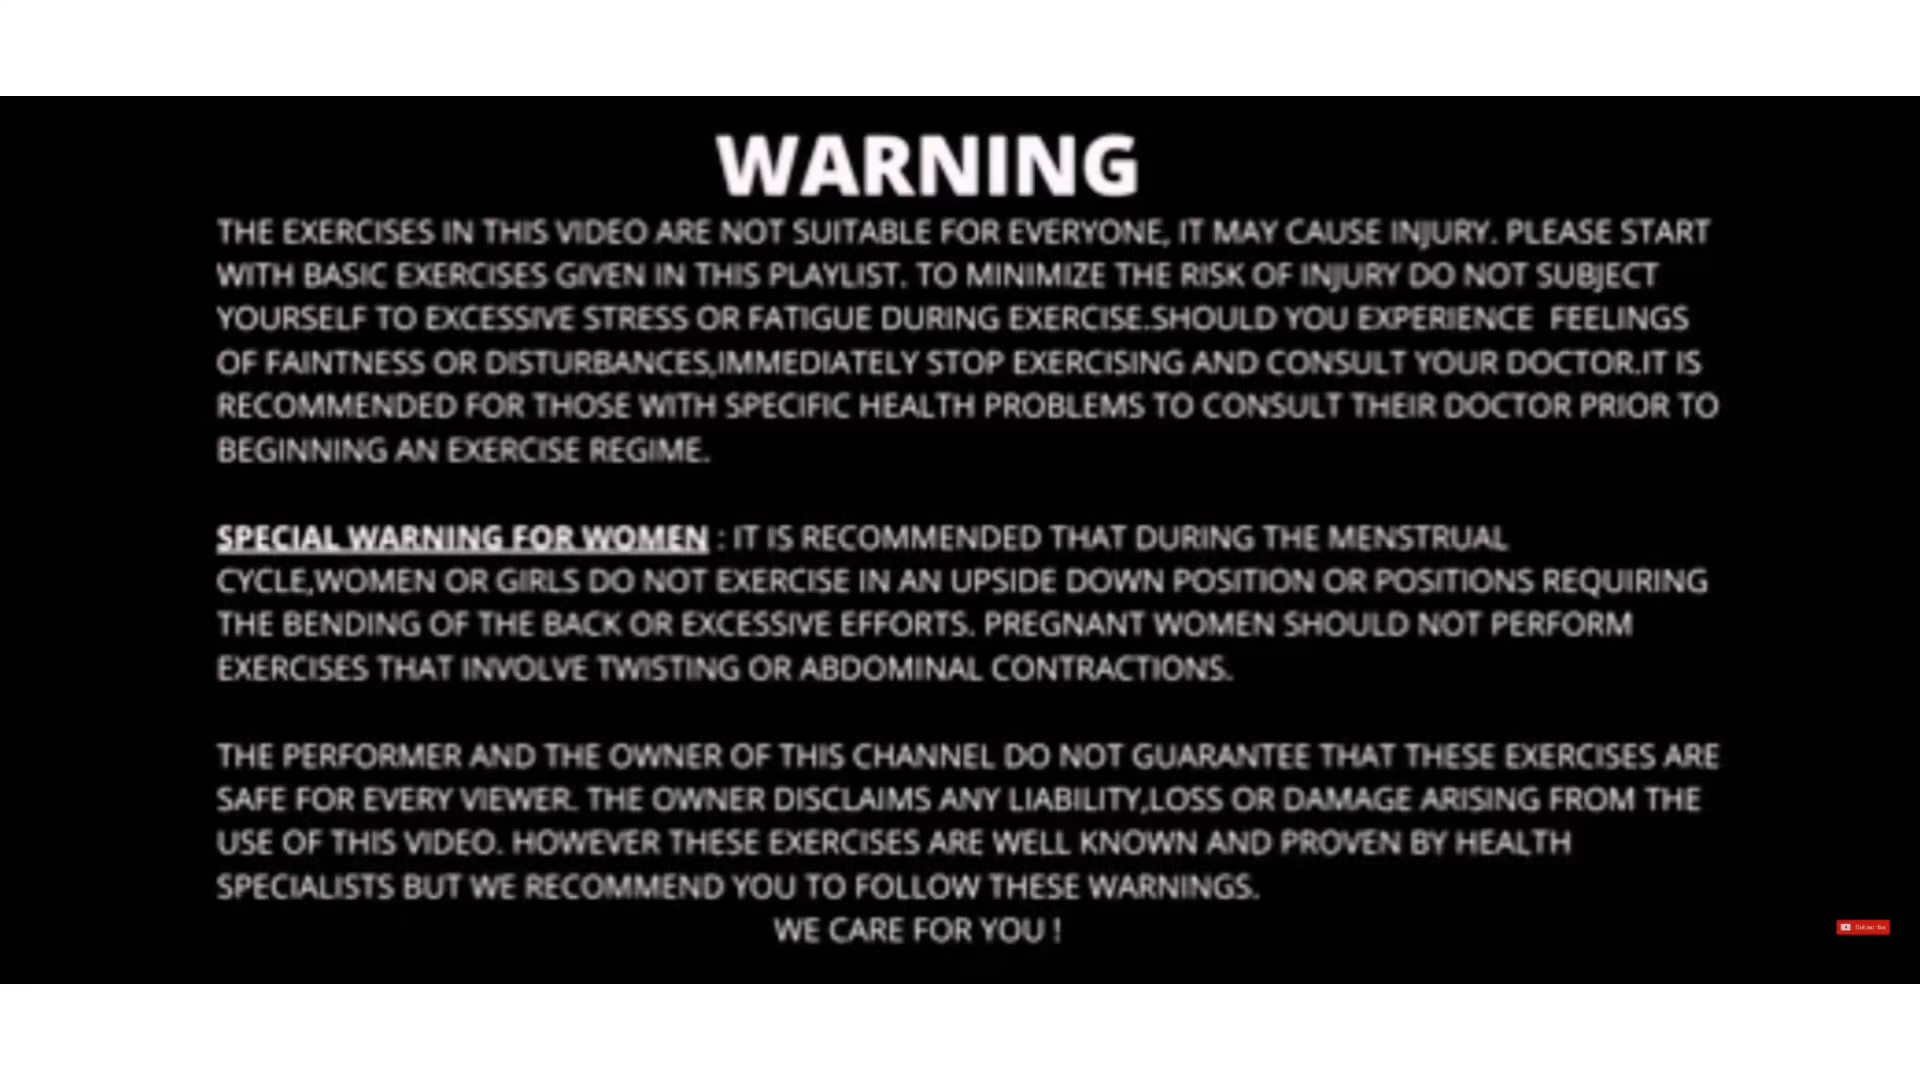 WARNING
THE EXERCISES IN THIS VIDEO ARE NOT SUITABLE FOR EVERYONE, IT MAY CAUSE INJURY. PLEASE START
WITH BASIC EXERCISES GIVEN IN THIS PLAYLIST. TO MINIMIZE THE RISK OF INJURY DO NOT SUBJECT
YOURSELF TO EXCESSIVE STRESS OR FATIGUE DURING EXERCISE.SHOULD YOU EXPERIENCE FEELINGS
OF FAINTNESS OR DISTURBANCES,IMMEDIATELY STOP EXERCISING AND CONSULT YOUR DOCTOR.IT IS
RECOMMENDED FOR THOSE WITH SPECIFIC HEALTH PROBLEMS TO CONSULT THEIR DOCTOR PRIOR TO
BEGINNING AN EXERCISE REGIME.
SPECIAL WARNING FOR WOMEN : IT IS RECOMMENDED THAT DURING THE MENSTRUAL
CYCLE,WOMEN OR GIRLS DO NOT EXERCISE IN AN UPSIDE DOWN POSITION OR POSITIONS REQUIRING
THE BENDING OF THE BACK OR EXCESSIVE EFFORTS. PREGNANT WOMEN SHOULD NOT PERFORM
EXERCISES THAT INVOLVE TWISTING OR ABDOMINAL CONTRACTIONS.
THE PERFORMER AND THE OWNER OF THIS CHANNEL DO NOT GUARANTEE THAT THESE EXERCISES ARE
SAFE FOR EVERY VIEWER. THE OWNER DISCLAIMS ANY LIABILITY,LOSS OR DAMAGE ARISING FROM THE
USE OF THIS VIDEO. HOWEVER THESE EXERCISES ARE WELL KNOWN AND PROVEN BY HEALTH
SPECIALISTS BUT WE RECOMMEND YOU TO FOLLOW THESE WARNINGS.
WE CARE FOR YOU !
Subscribe